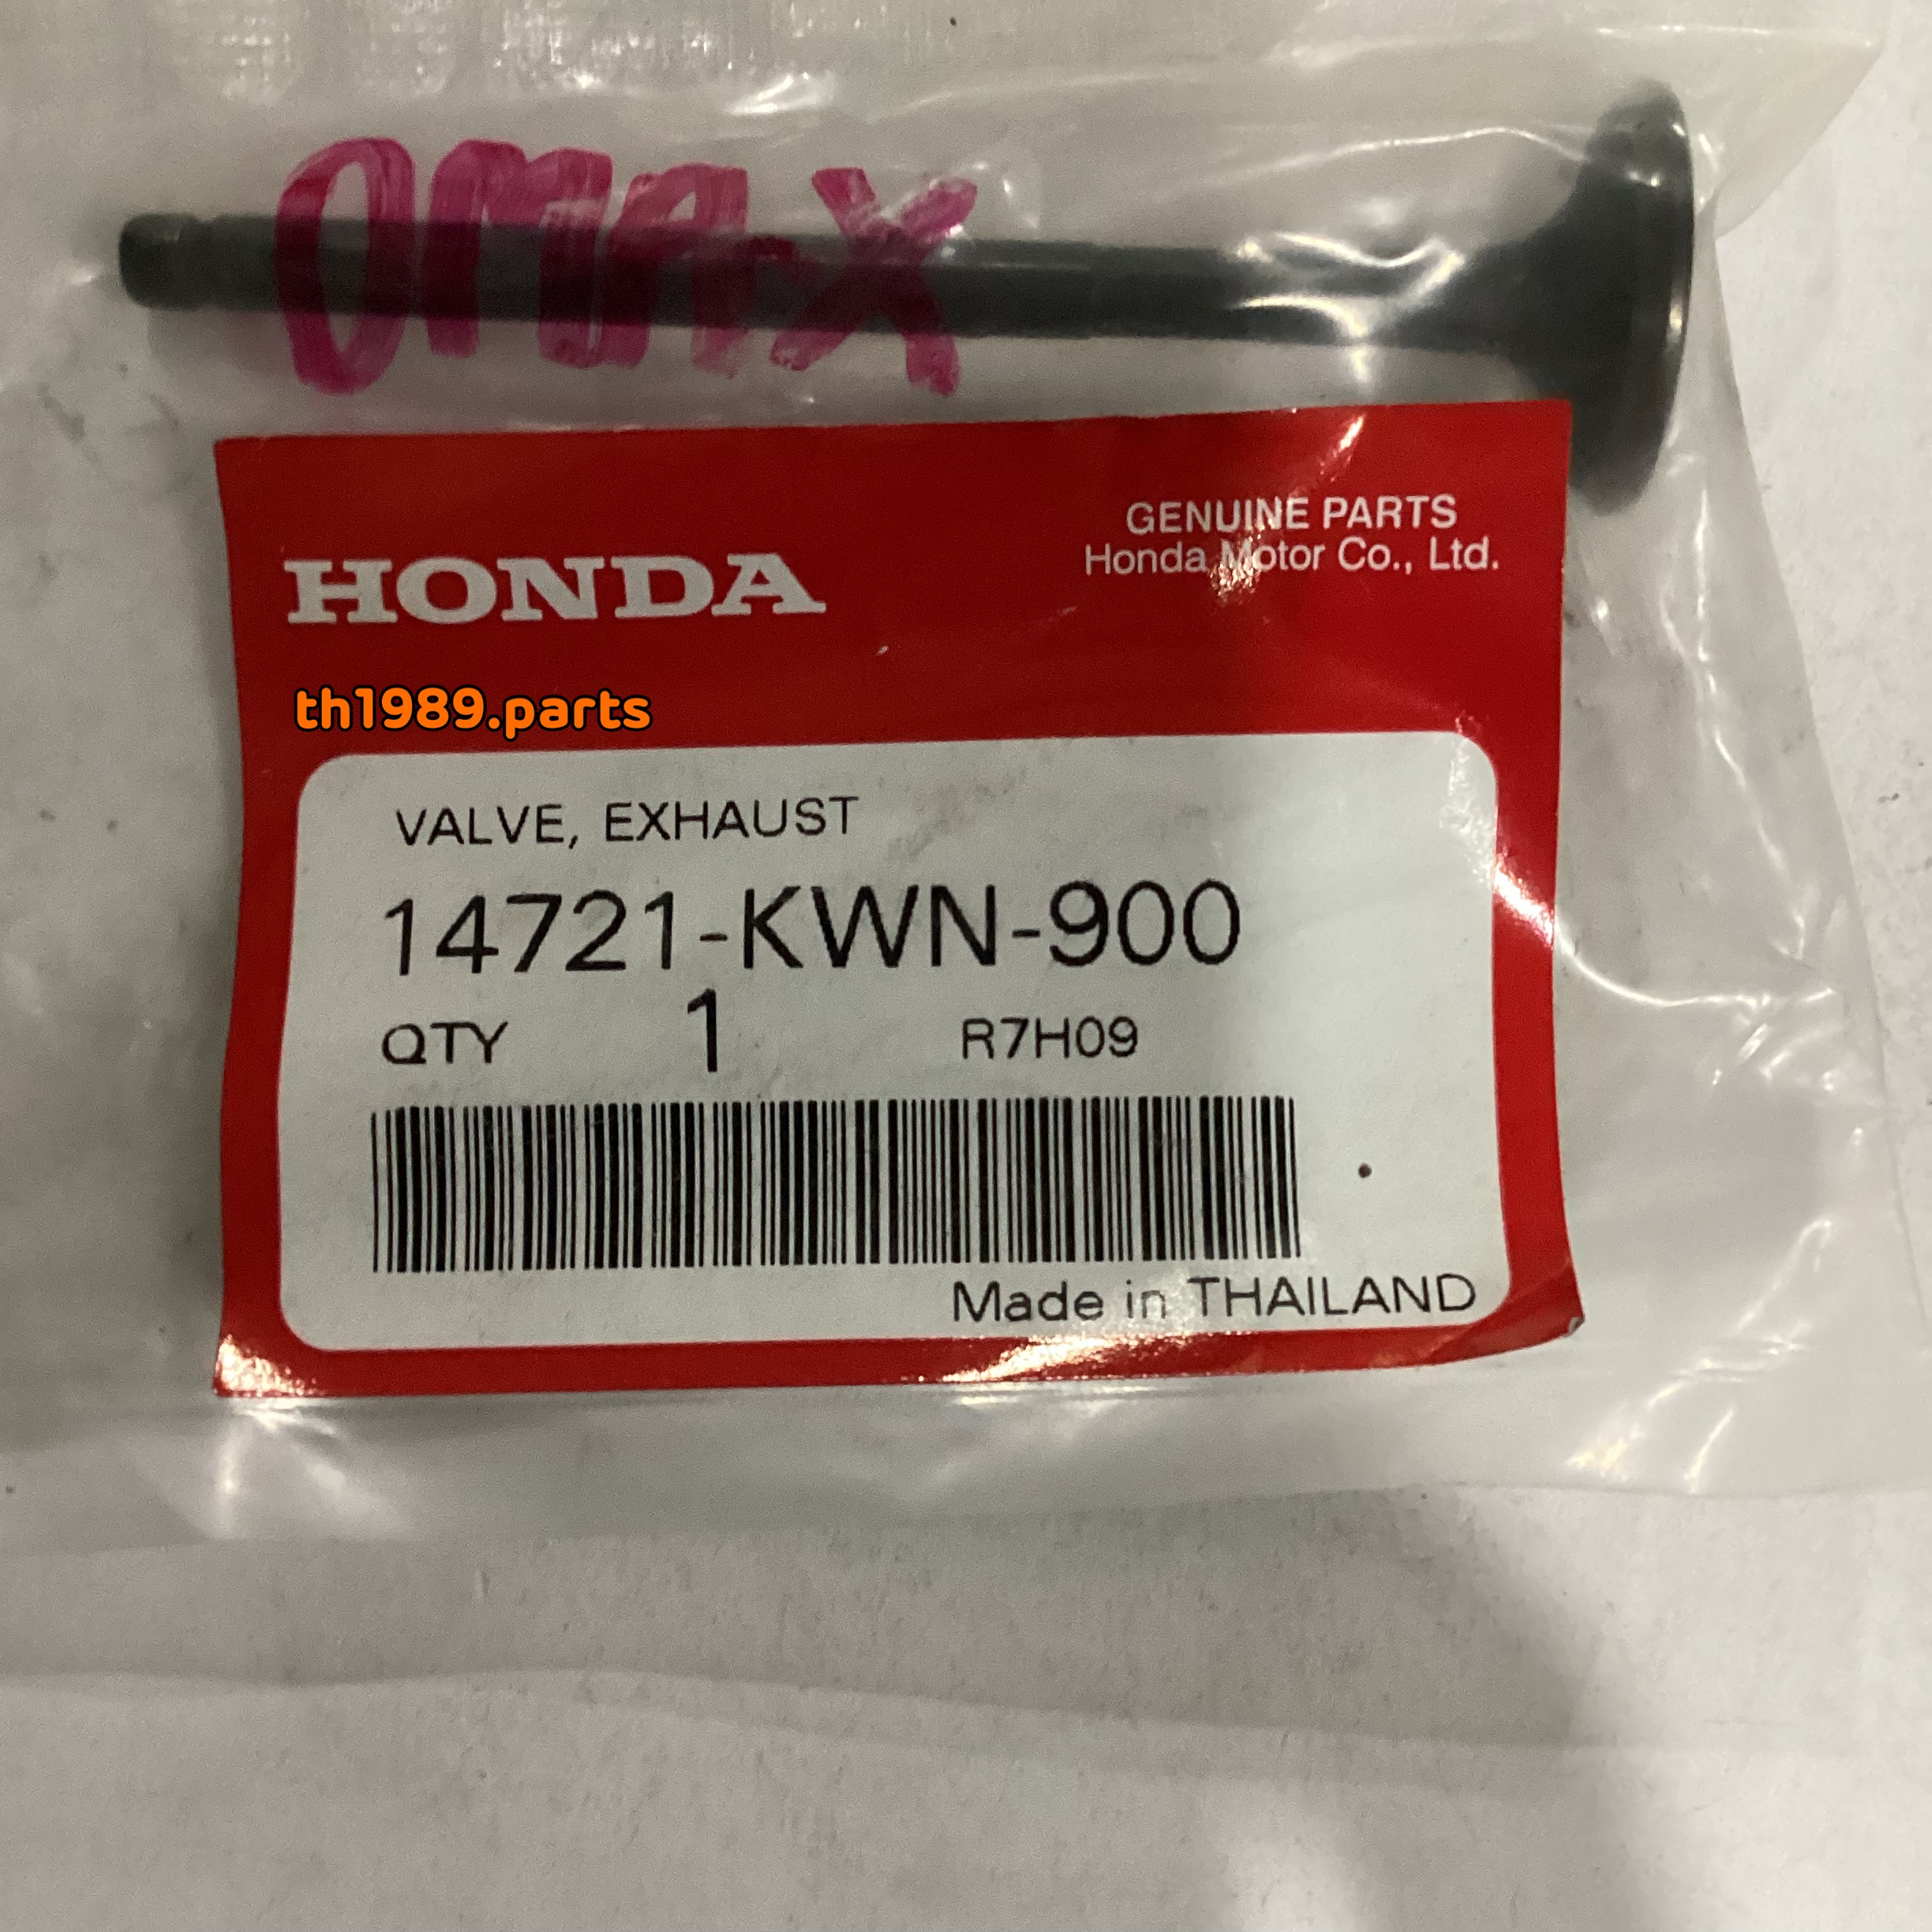 OMA-X
HONDA
GENUINE PARTS
Honda Motor Co., Ltd.
th1989.parts
VALVE, EXHAUST
14721-KWN-900
QTY 1 R7H09
Made in THAILAND